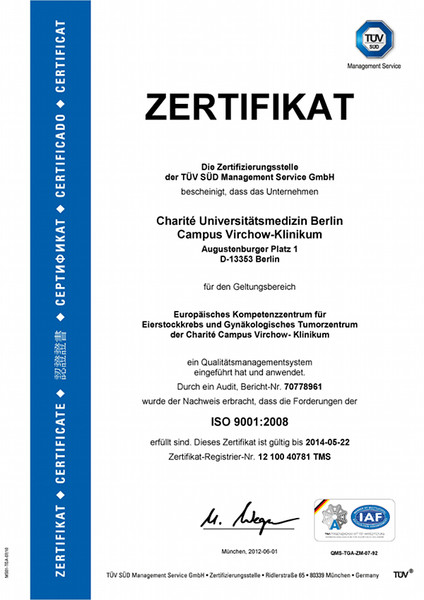 TÜV
SÜD
Management Service
ZERTIFIKAT
Die Zertifizierungsstelle
der TÜV SÜD Management Service GmbH
bescheinigt, dass das Unternehmen
Charité Universitätsmedizin Berlin
Campus Virchow-Klinikum
Augustenburger Platz 1
D-13353 Berlin
für den Geltungsbereich
Europäisches Kompetenzzentrum für
Eierstockkrebs und Gynäkologisches Tumorzentrum
der Charité Campus Virchow- Klinikum
ein Qualitätsmanagementsystem
eingeführt hat und anwendet.
Durch ein Audit, Bericht-Nr. 70778961
wurde der Nachweis erbracht, dass die Forderungen der
ISO 9001:2008
erfüllt sind. Dieses Zertifikat ist gültig bis 2014-05-22
Zertifikat-Registrier-Nr. 12 100 40781 TMS
München, 2012-06-01
IAF
QMS-TGA-ZM-07-92
TÜV SÜD Management Service GmbH • Zertifizierungsstelle • Ridlerstraße 65 • 80339 München • Germany
TÜV®
ZERTIFIKAT ◆ CERTIFICATE ◆ 認證證書 ◆ СЕРТИФИКАТ ◆ CERTIFICADO ◆ CERTIFICAT